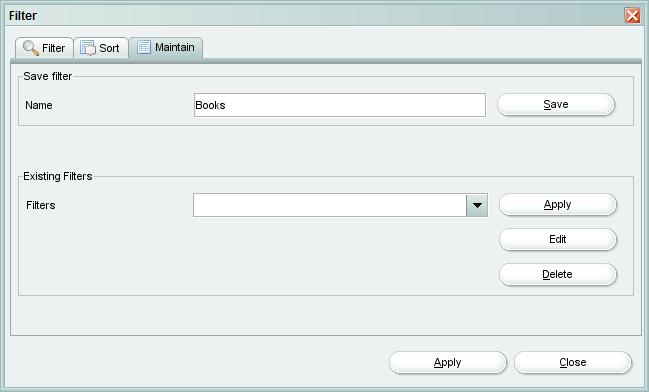 Filter
Filter Sort Maintain
Save filter
Name Books Save
Existing Filters
Filters Apply
Edit
Delete
Apply Close